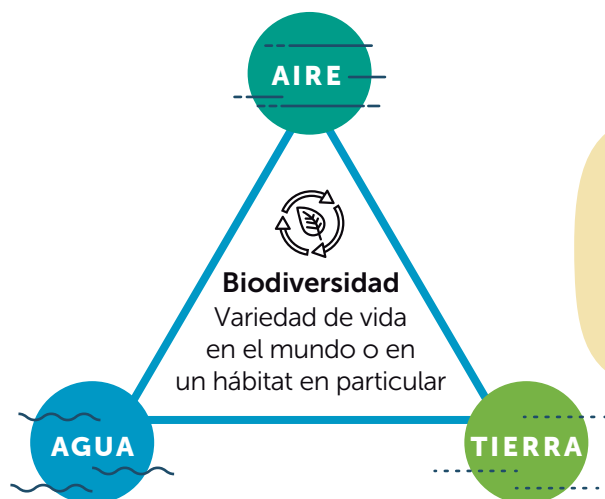 AIRE
Biodiversidad
Variedad de vida
en el mundo o en
un hábitat en particular
AGUA
TIERRA